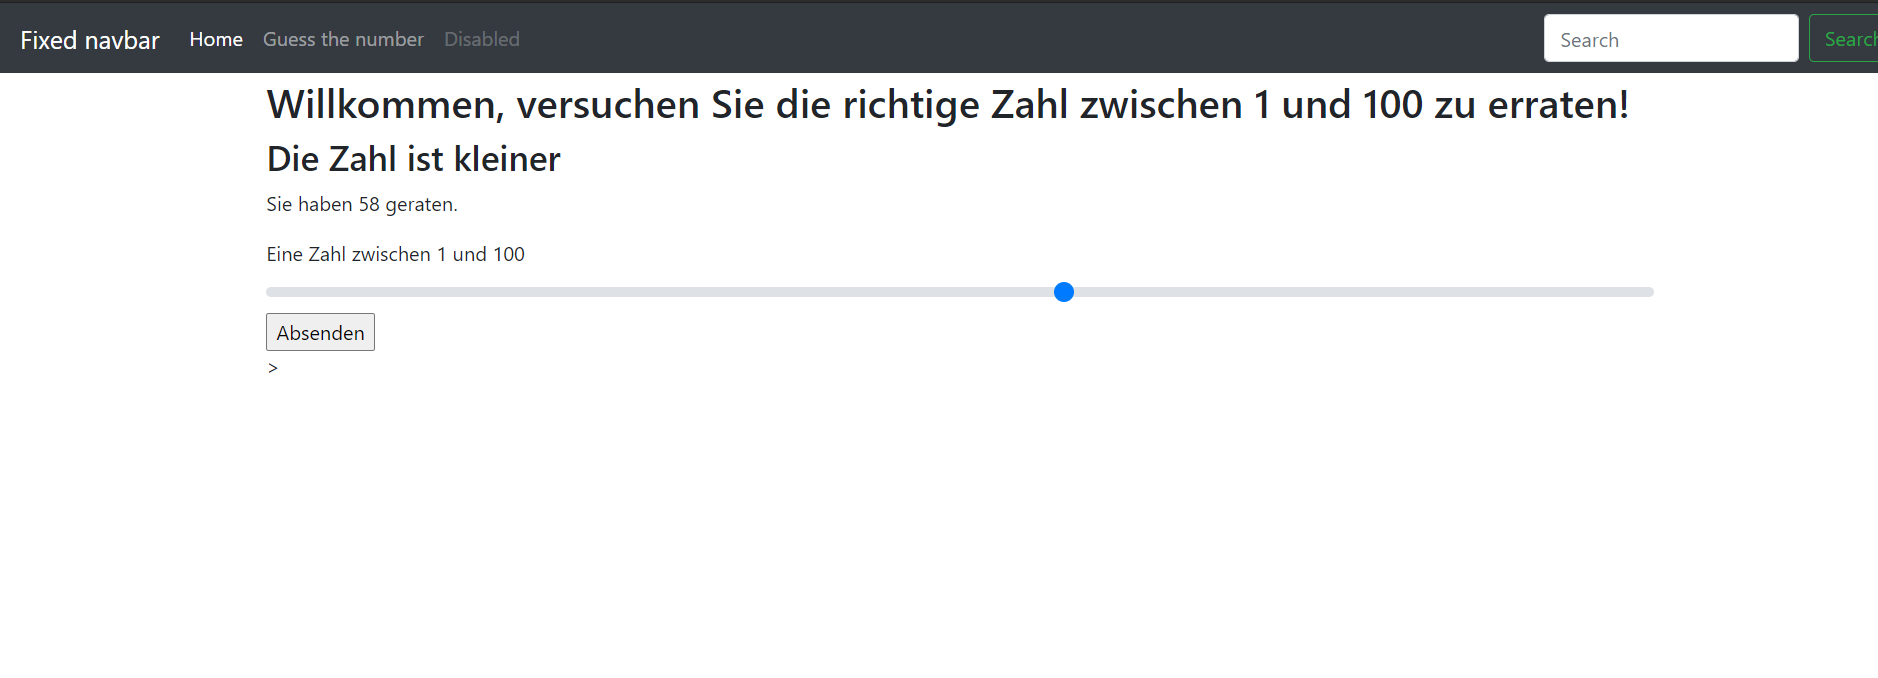 Fixed navbar Home Guess the number Disabled Search Search
Willkommen, versuchen Sie die richtige Zahl zwischen 1 und 100 zu erraten!
Die Zahl ist kleiner
Sie haben 58 geraten.
Eine Zahl zwischen 1 und 100
Absenden
>